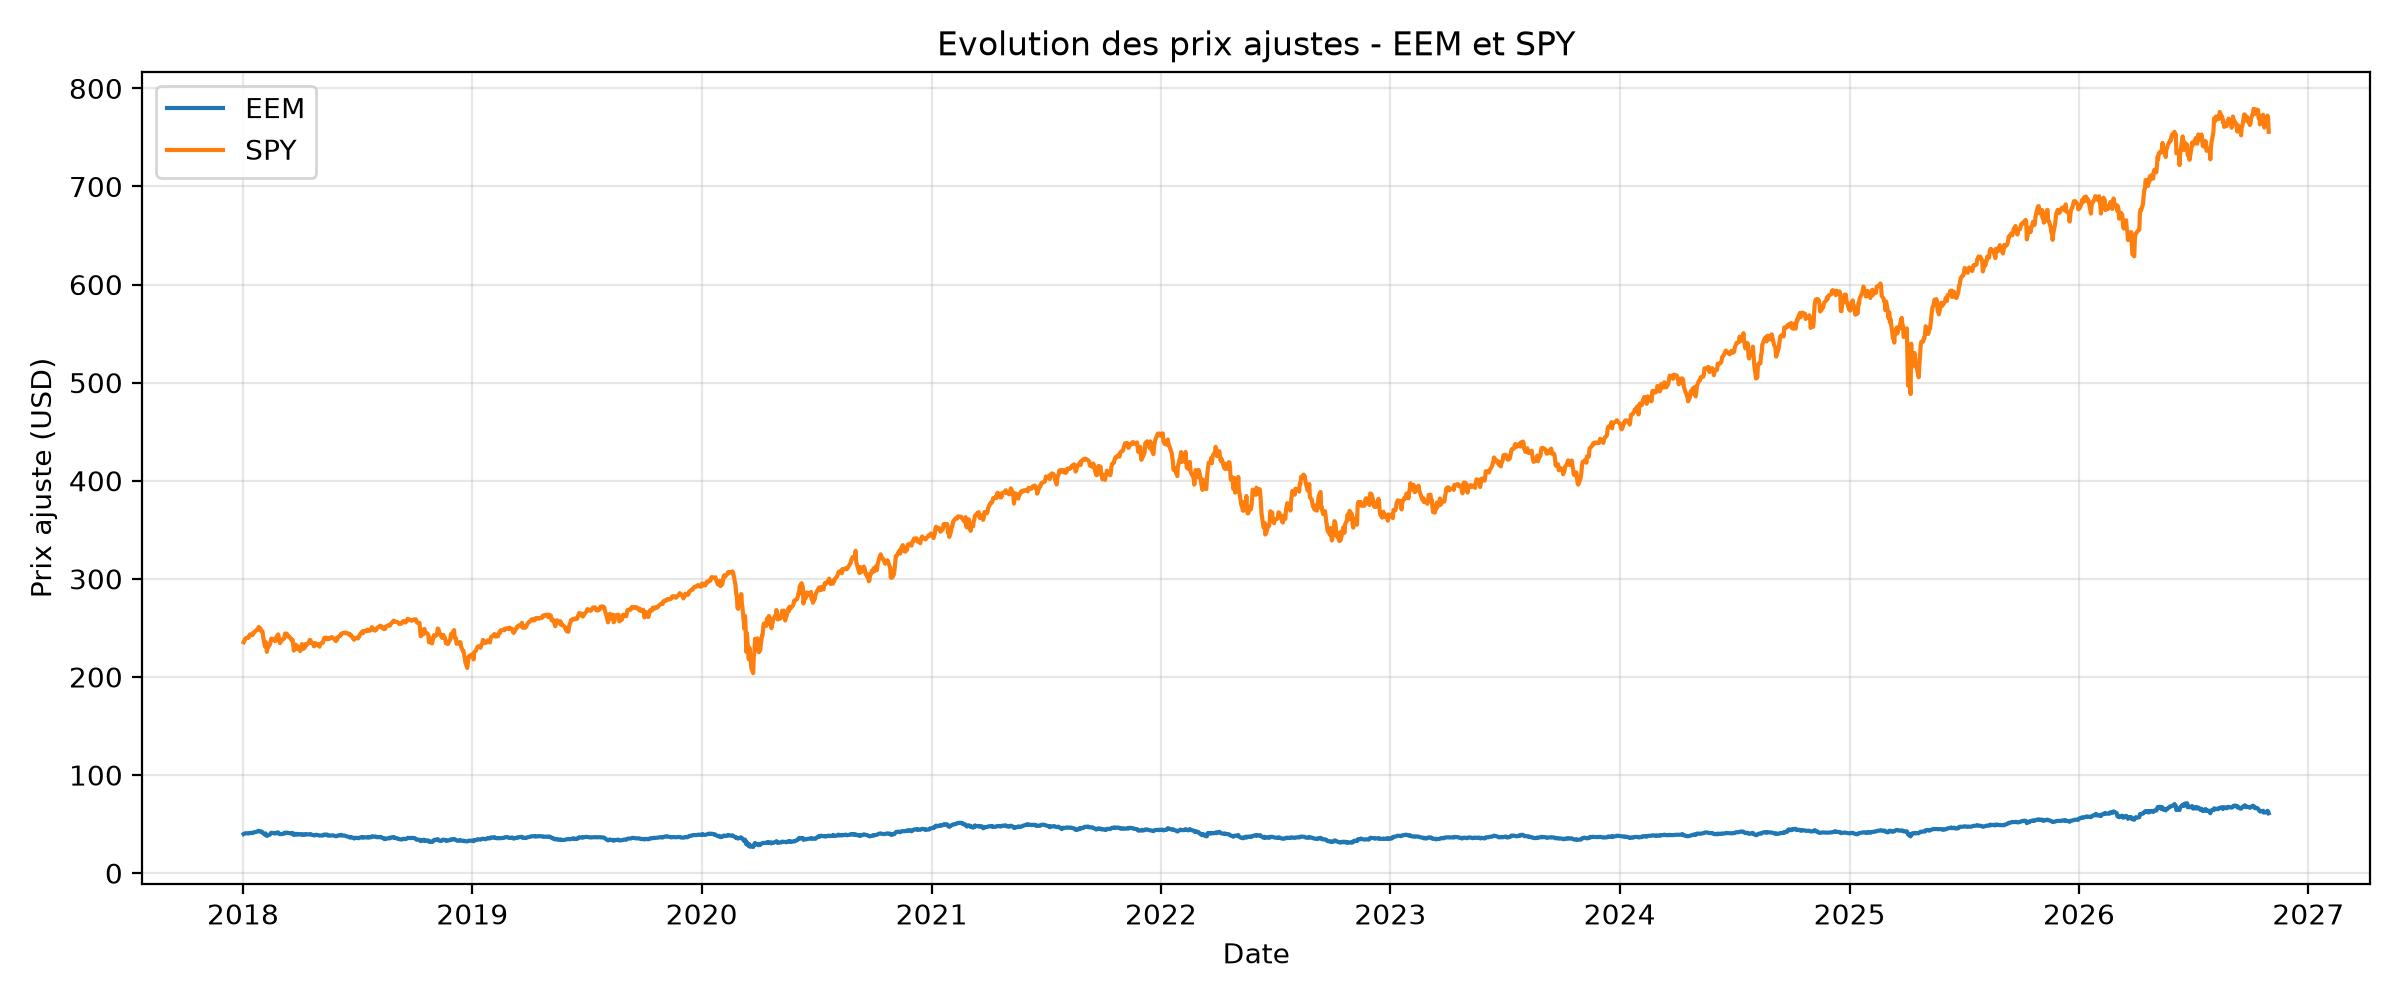 Evolution des prix ajustes - EEM et SPY
EEM
SPY
Prix ajuste (USD)
800
700
600
500
400
300
200
100
0
2018 2019 2020 2021 2022 2023 2024 2025 2026 2027
Date